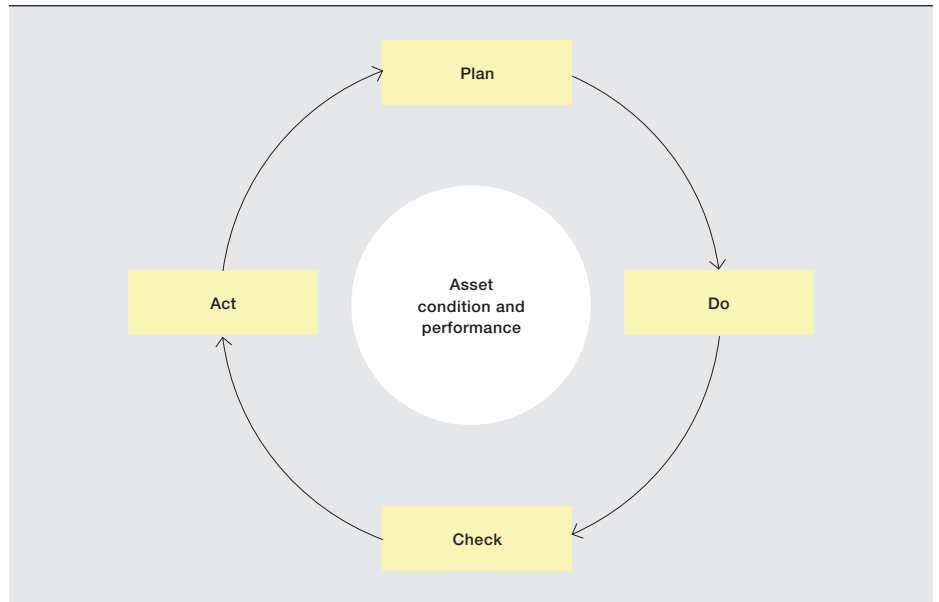 Plan
Act
Asset
condition and
performance
Do
Check